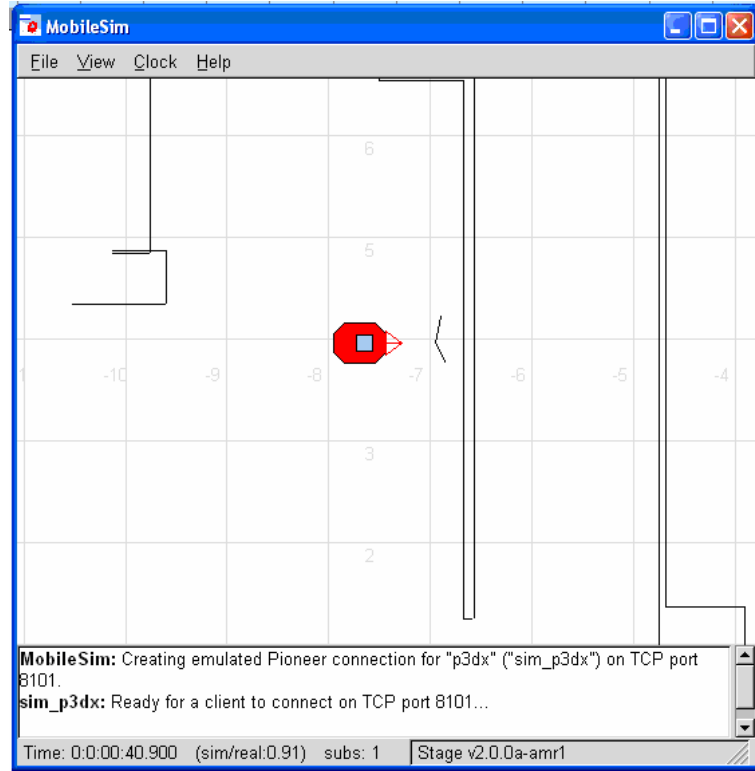 MobileSim
File View Clock Help
6
5
1 -10 -9 -8 -7 -6 -5 -4
3
2
MobileSim: Creating emulated Pioneer connection for "p3dx" ("sim_p3dx") on TCP port
8101.
sim_p3dx: Ready for a client to connect on TCP port 8101...
Time: 0:0:00:40.900 (sim/real:0.91) subs: 1 Stage v2.0.0a-amr1